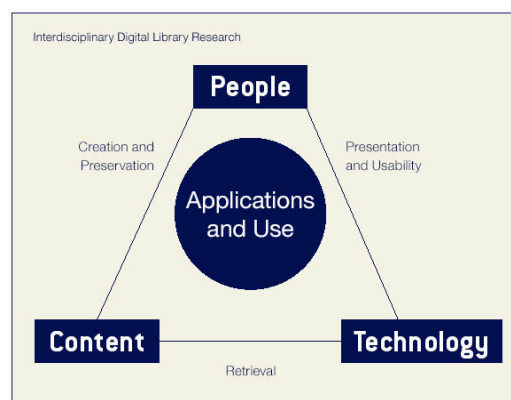 Interdisciplinary Digital Library Research
People
Creation and
Preservation
Presentation
and Usability
Applications
and Use
Content
Technology
Retrieval